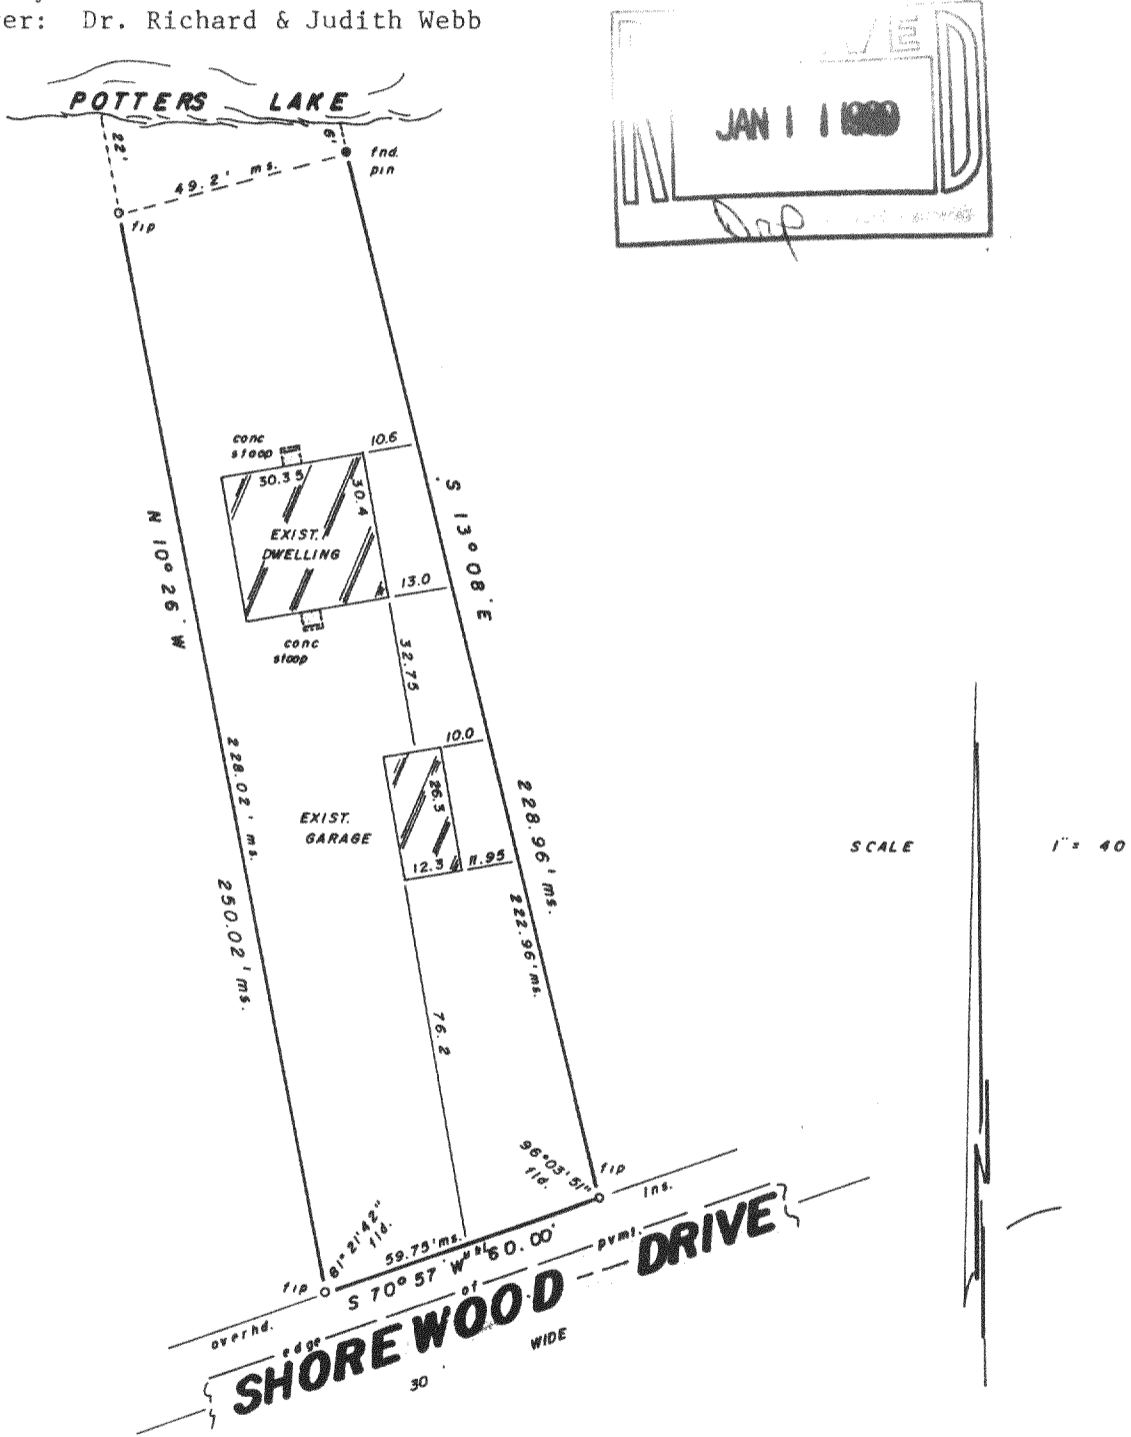 er: Dr. Richard & Judith Webb
JAN 11
POTTERS LAKE
22'
6'
49.2' ms.
fnd.
pin
fip
conc
stoop
10.6
30.35
30.4
EXIST.
DWELLING
N 10° 26' W
S 13° 08' E
13.0
conc
stoop
32.75
10.0
26.3
12.3
11.95
EXIST.
GARAGE
228.02' ms.
250.02' ms.
228.96' ms.
222.96' ms.
76.2
SCALE 1" = 40
N
96° 03' 51"
fld.
fip
81° 21' 42"
fld.
fip
59.75' ms.
S 70° 57' W 60.00'
ins.
overhd.
edge of pvmt.
SHOREWOOD DRIVE
30' WIDE